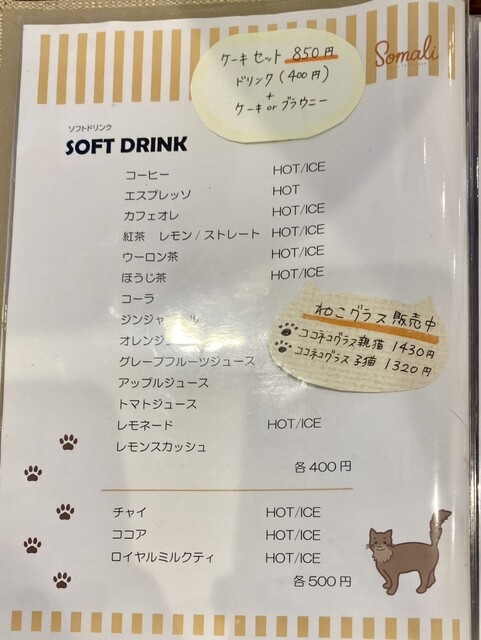 ケーキセット 850円
ドリンク(400円)
+
ケーキorブラウニー
Somali
ソフトドリンク
SOFT DRINK
コーヒー HOT/ICE
エスプレッソ HOT
カフェオレ HOT/ICE
紅茶 レモン/ストレート HOT/ICE
ウーロン茶 HOT/ICE
ほうじ茶 HOT/ICE
コーラ
ジンジャ
オレンジ
グレープフルーツジュース
アップルジュース
トマトジュース
レモネード HOT/ICE
レモンスカッシュ
各400円
ねこグラス販売中
ココネコグラス親猫 1430円
ココネコグラス子猫 1320円
チャイ HOT/ICE
ココア HOT/ICE
ロイヤルミルクティ HOT/ICE
各500円